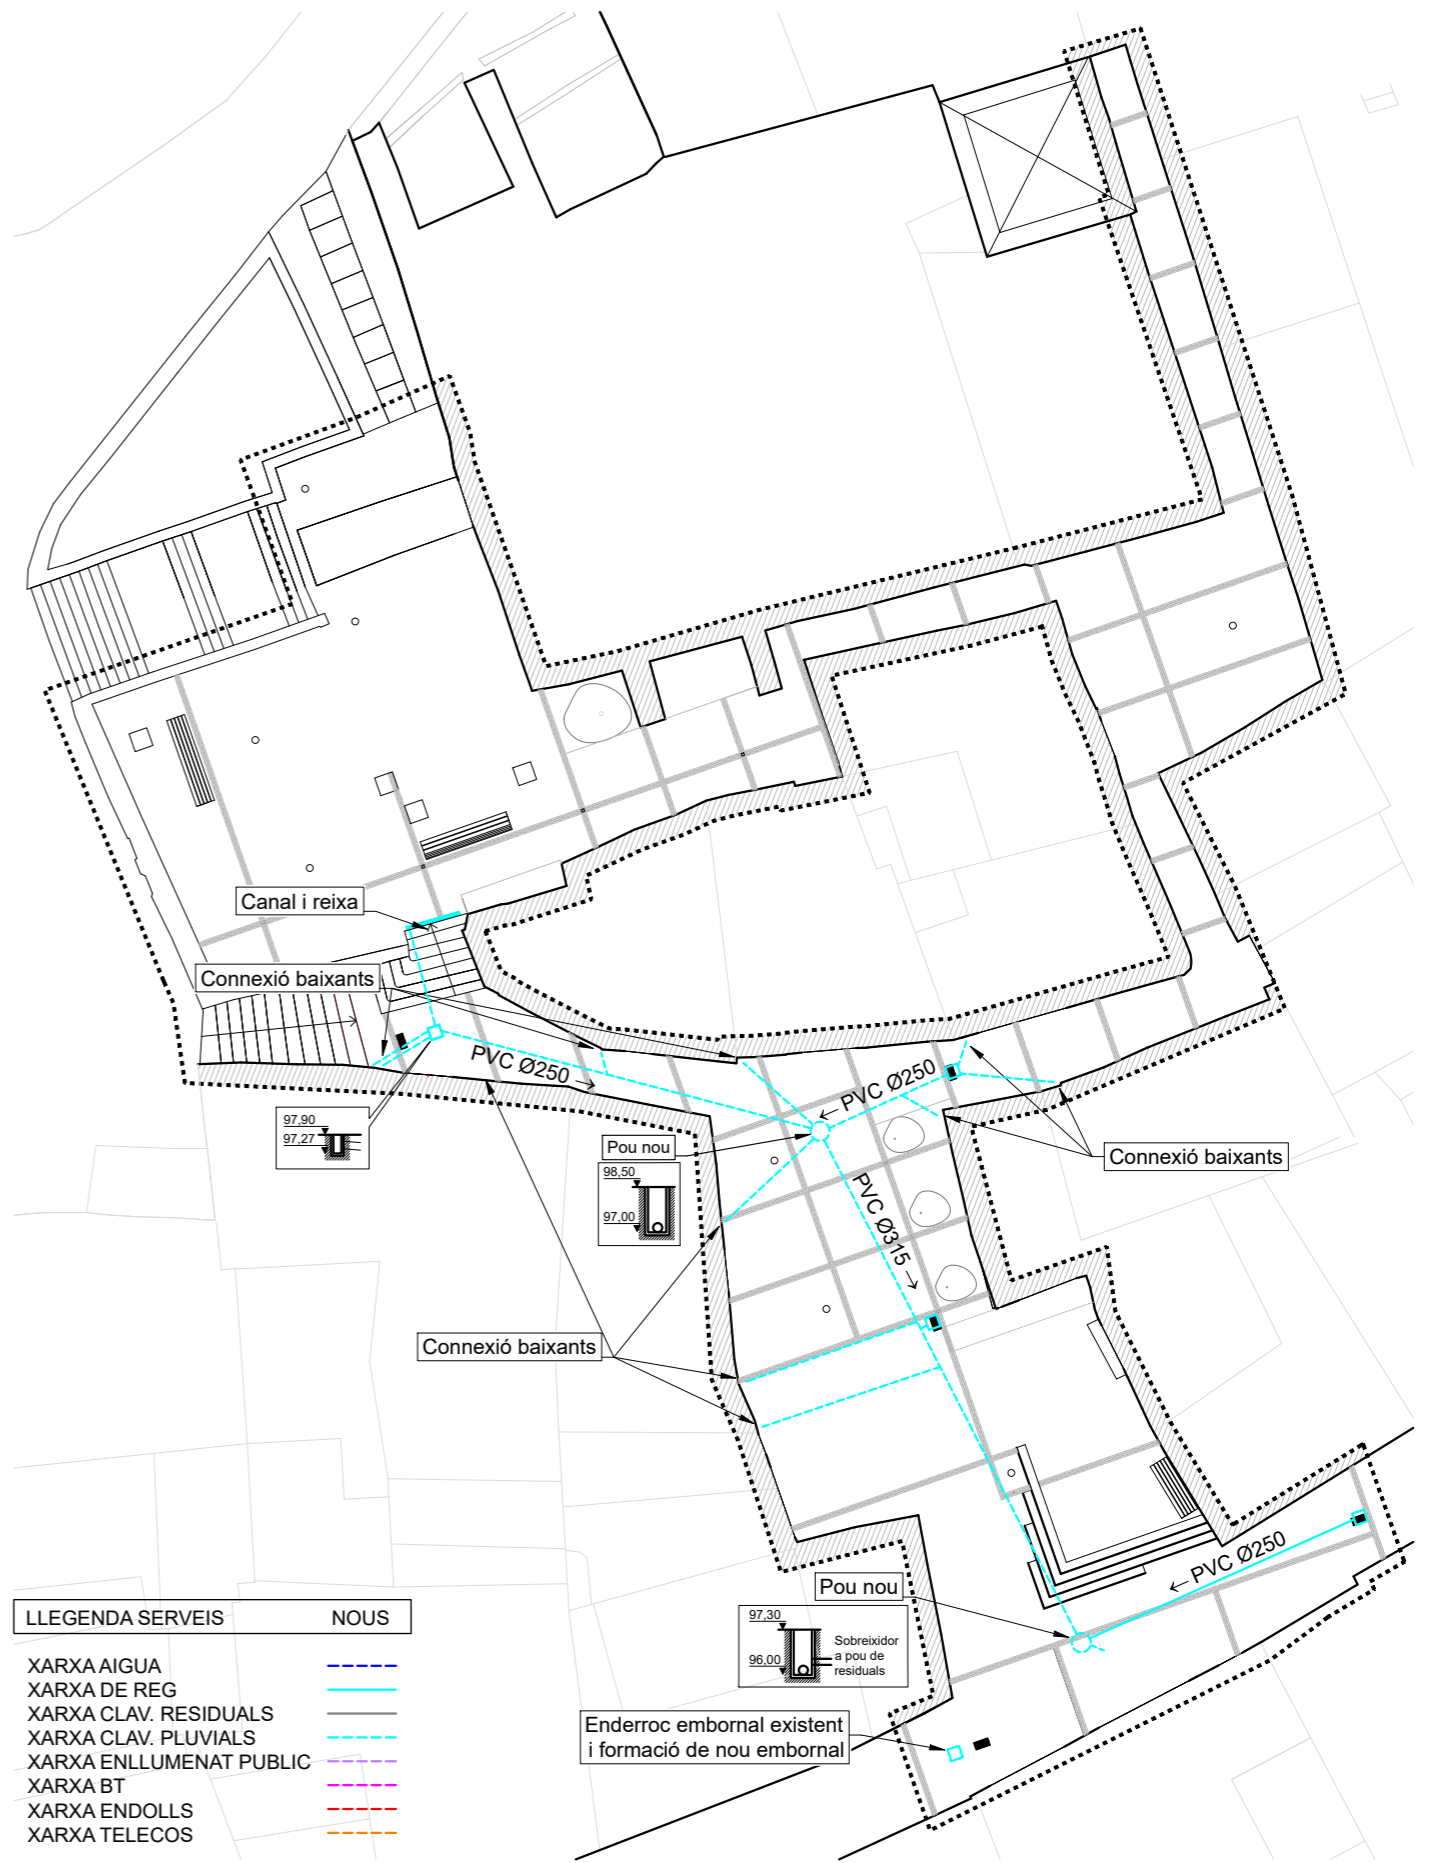 Canal i reixa
Connexió baixants
PVC Ø250 →
← PVC Ø250
97,90
97,27
Pou nou
98,50
97,00
Connexió baixants
PVC Ø315 →
Connexió baixants
← PVC Ø250
Pou nou
97,30
96,00
Sobreixidor
a pou de
residuals
Enderroc embornal existent
i formació de nou embornal
LLEGENDA SERVEIS NOUS
XARXA AIGUA
XARXA DE REG
XARXA CLAV. RESIDUALS
XARXA CLAV. PLUVIALS
XARXA ENLLUMENAT PUBLIC
XARXA BT
XARXA ENDOLLS
XARXA TELECOS